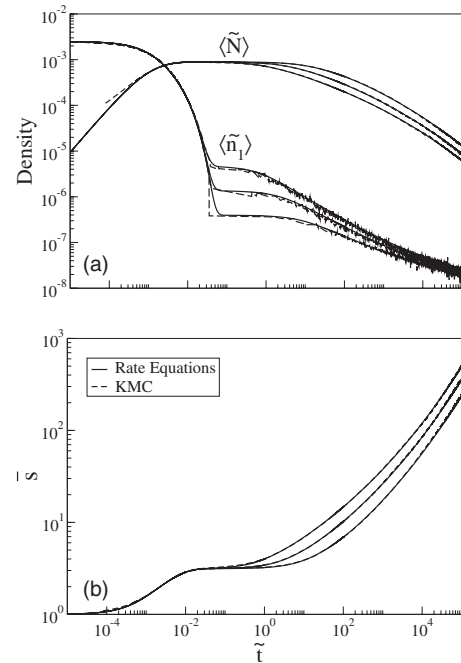 10^{-2}
10^{-3}
10^{-4}
10^{-5}
10^{-6}
10^{-7}
10^{-8}
Density
⟨Ñ⟩
⟨ñ_1⟩
(a)
10^3
10^2
10^1
10^0
s̄
Rate Equations
KMC
(b)
10^{-4} 10^{-2} 10^0 10^2 10^4
t̃